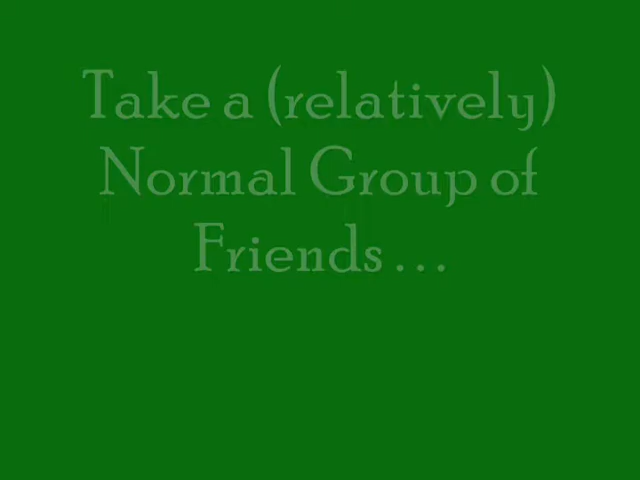 Take a (relatively)
Normal Group of
Friends...